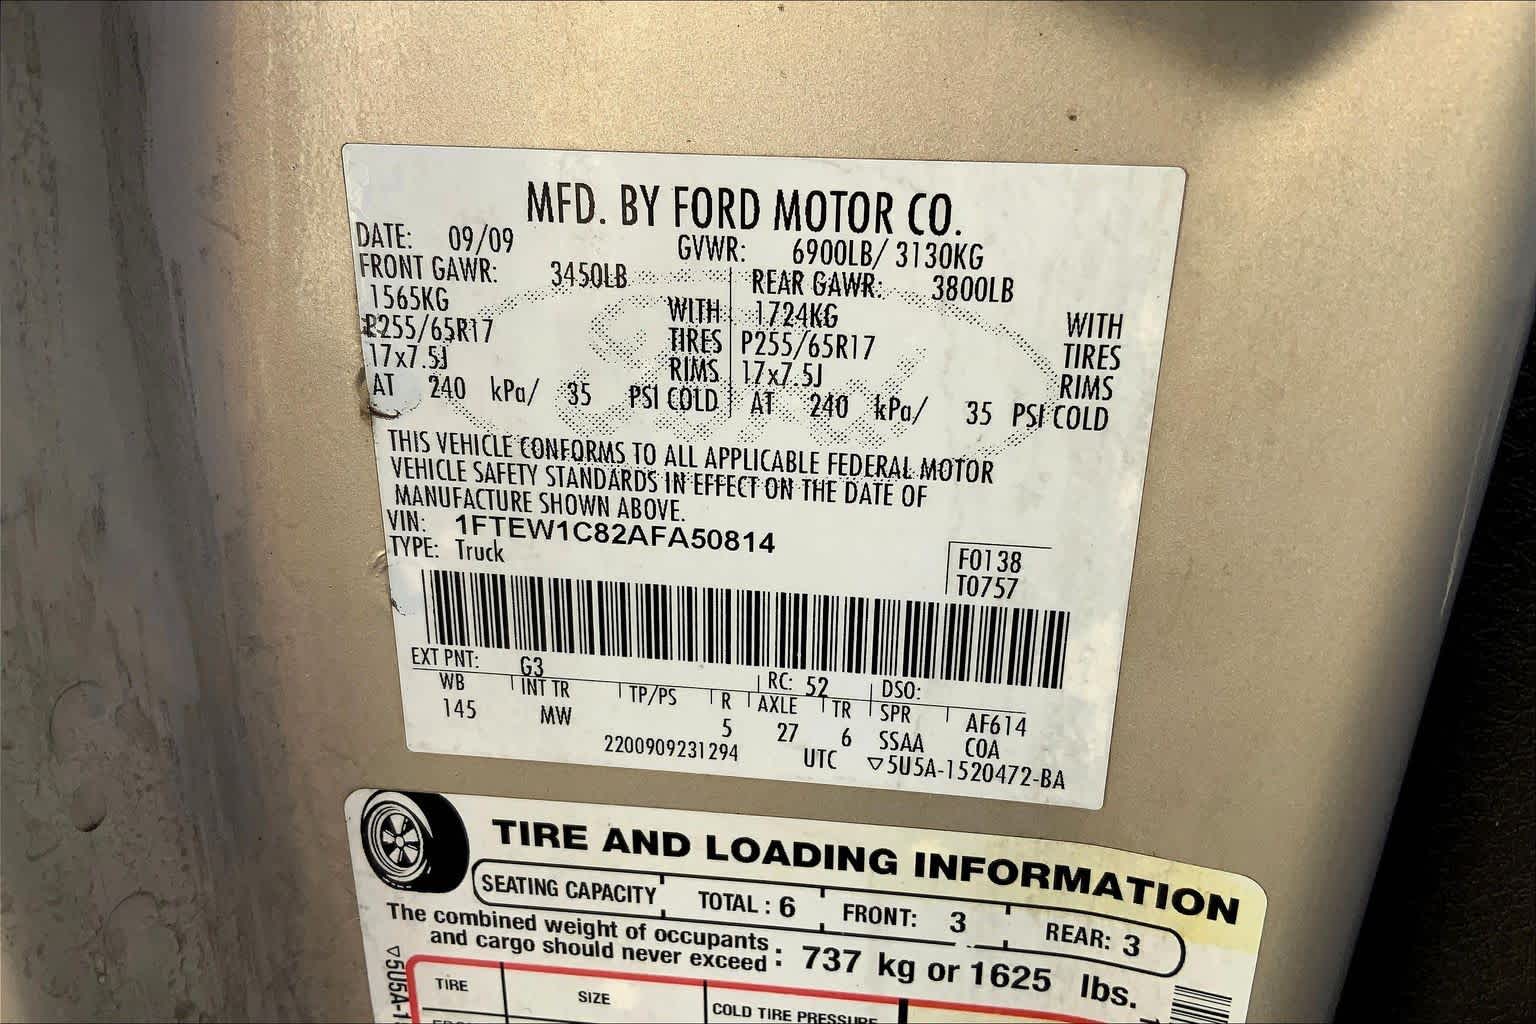 MFD. BY FORD MOTOR CO.
DATE: 09/09 GVWR: 6900LB/ 3130KG
FRONT GAWR: 3450LB REAR GAWR: 3800LB
1565KG WITH 1724KG WITH
P255/65R17 TIRES P255/65R17 TIRES
17x7.5J RIMS 17x7.5J RIMS
AT 240 kPa/ 35 PSI COLD AT 240 kPa/ 35 PSI COLD
THIS VEHICLE CONFORMS TO ALL APPLICABLE FEDERAL MOTOR
VEHICLE SAFETY STANDARDS IN EFFECT ON THE DATE OF
MANUFACTURE SHOWN ABOVE.
VIN: 1FTEW1C82AFA50814
TYPE: Truck
F0138
T0757
EXT PNT: G3 RC: 52 DSO:
WB INT TR TP/PS R AXLE TR SPR AF614
145 MW 5 27 6 SSAA COA
2200909231294 UTC ▽5U5A-1520472-BA
TIRE AND LOADING INFORMATION
SEATING CAPACITY TOTAL : 6 FRONT: 3 REAR: 3
The combined weight of occupants
and cargo should never exceed : 737 kg or 1625 lbs.
TIRE SIZE COLD TIRE PRESSURE
▽5U5A-1